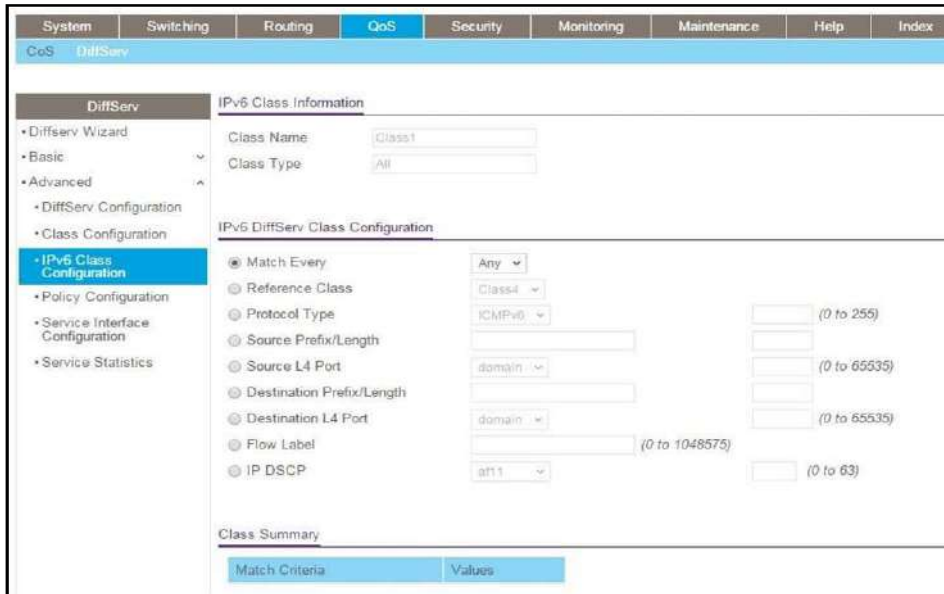 System Switching Routing QoS Security Monitoring Maintenance Help Index
CoS DiffServ
DiffServ
Diffserv Wizard
Basic
Advanced
DiffServ Configuration
Class Configuration
IPv6 Class
Configuration
Policy Configuration
Service Interface
Configuration
Service Statistics
IPv6 Class Information
Class Name Class1
Class Type All
IPv6 DiffServ Class Configuration
Match Every Any
Reference Class Class4
Protocol Type ICMPv6 (0 to 255)
Source Prefix/Length
Source L4 Port domain (0 to 65535)
Destination Prefix/Length
Destination L4 Port domain (0 to 65535)
Flow Label (0 to 1048575)
IP DSCP af11 (0 to 63)
Class Summary
Match Criteria Values